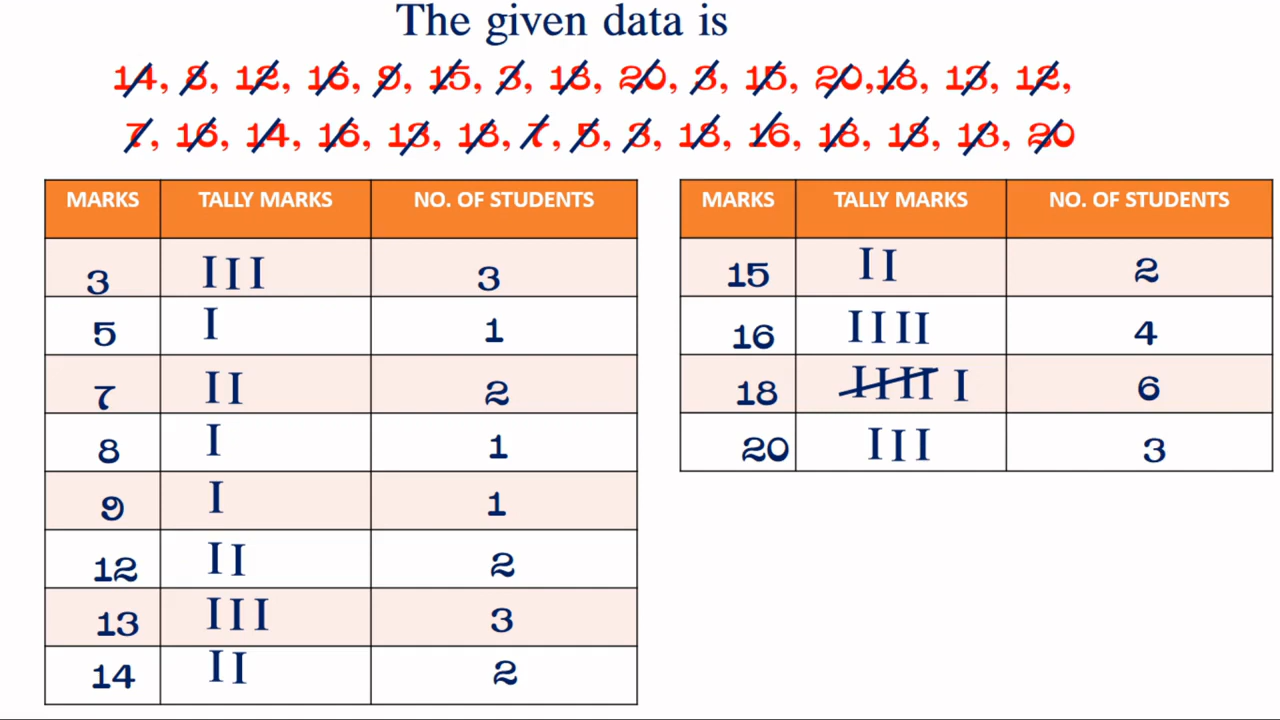 The given data is
14, 8, 12, 16, 9, 15, 3, 18, 20, 3, 15, 20,18, 13, 12,
7, 16, 14, 16, 13, 18, 7, 5, 3, 18, 16, 18, 18, 13, 20
MARKS TALLY MARKS NO. OF STUDENTS
3 III 3
5 I 1
7 II 2
8 I 1
9 I 1
12 II 2
13 III 3
14 II 2
MARKS TALLY MARKS NO. OF STUDENTS
15 II 2
16 IIII 4
18 IIII I 6
20 III 3